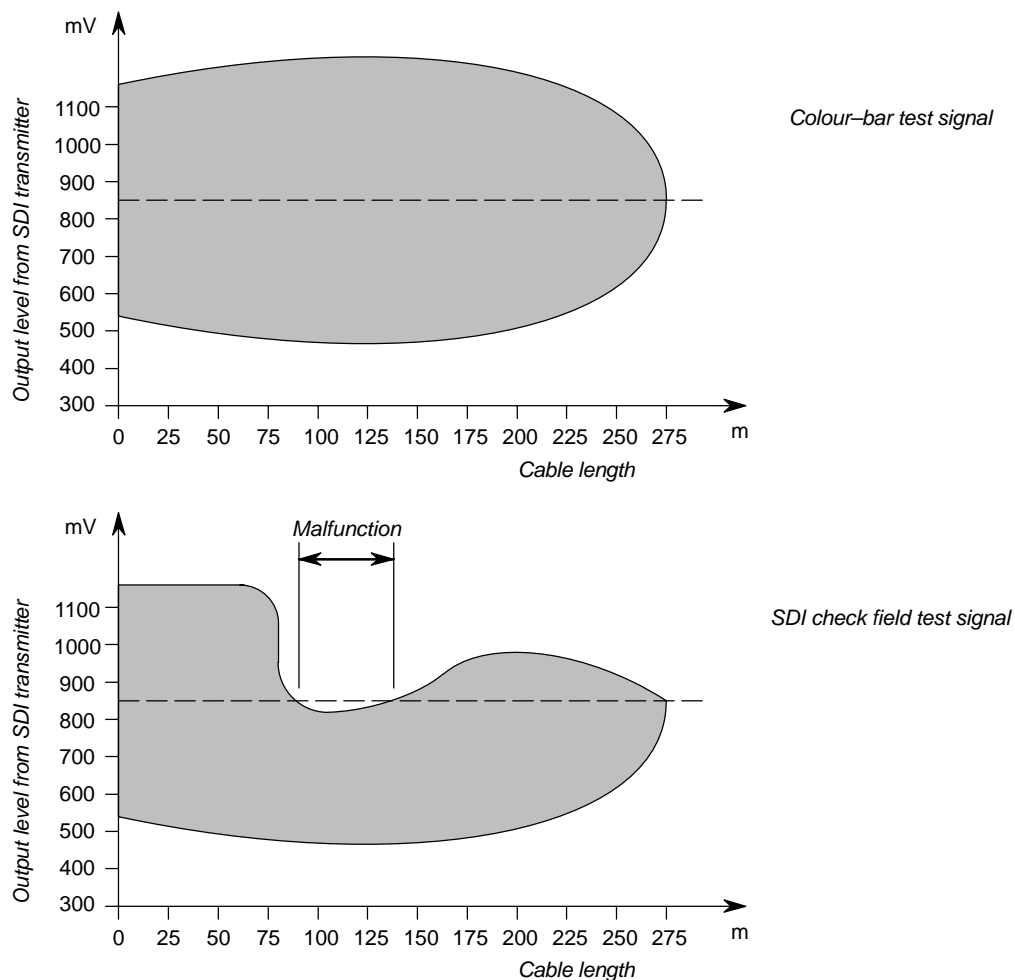 mV
Output level from SDI transmitter
1100
1000
900
800
700
600
500
400
300
0 25 50 75 100 125 150 175 200 225 250 275 m
Cable length
Colour–bar test signal
mV
Malfunction
Output level from SDI transmitter
1100
1000
900
800
700
600
500
400
300
0 25 50 75 100 125 150 175 200 225 250 275 m
Cable length
SDI check field test signal